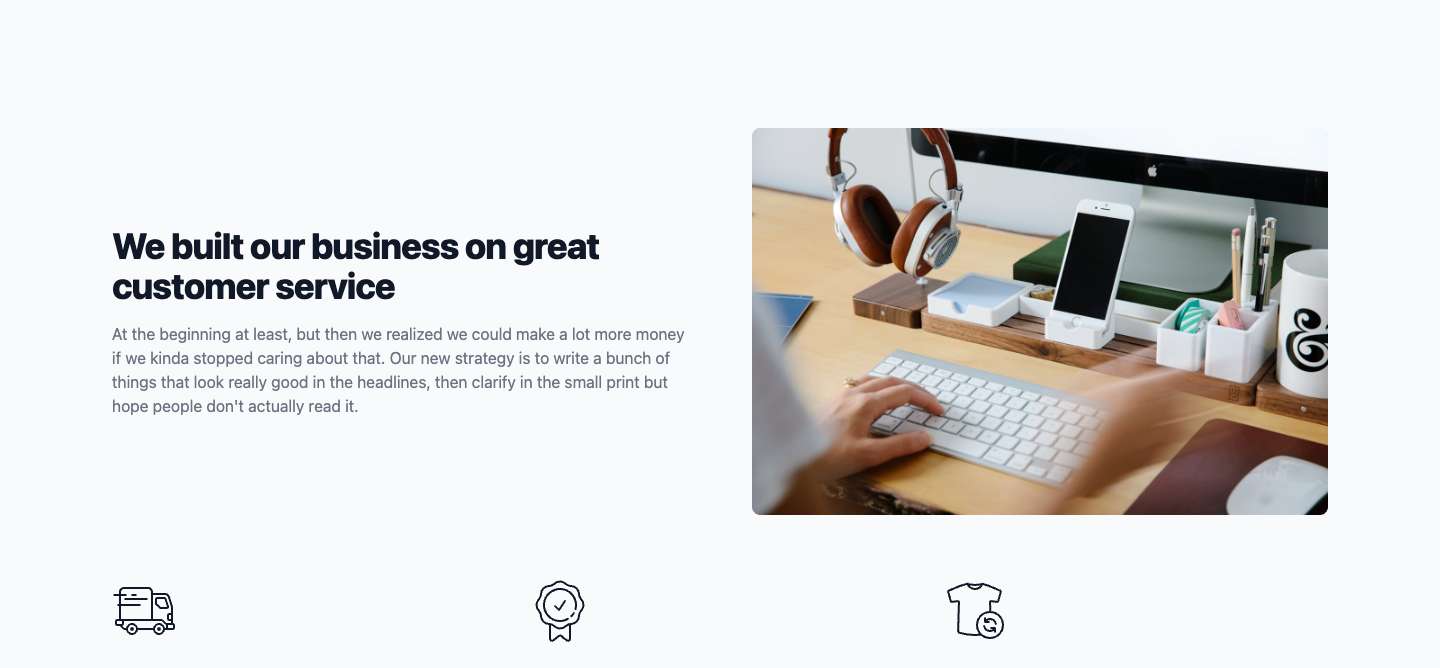 We built our business on great
customer service
At the beginning at least, but then we realized we could make a lot more money
if we kinda stopped caring about that. Our new strategy is to write a bunch of
things that look really good in the headlines, then clarify in the small print but
hope people don't actually read it.
&